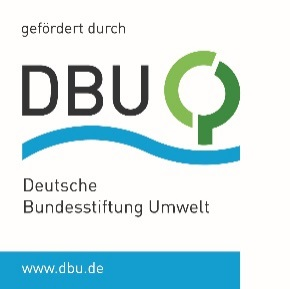 gefördert durch
DBU
Deutsche
Bundesstiftung Umwelt
www.dbu.de